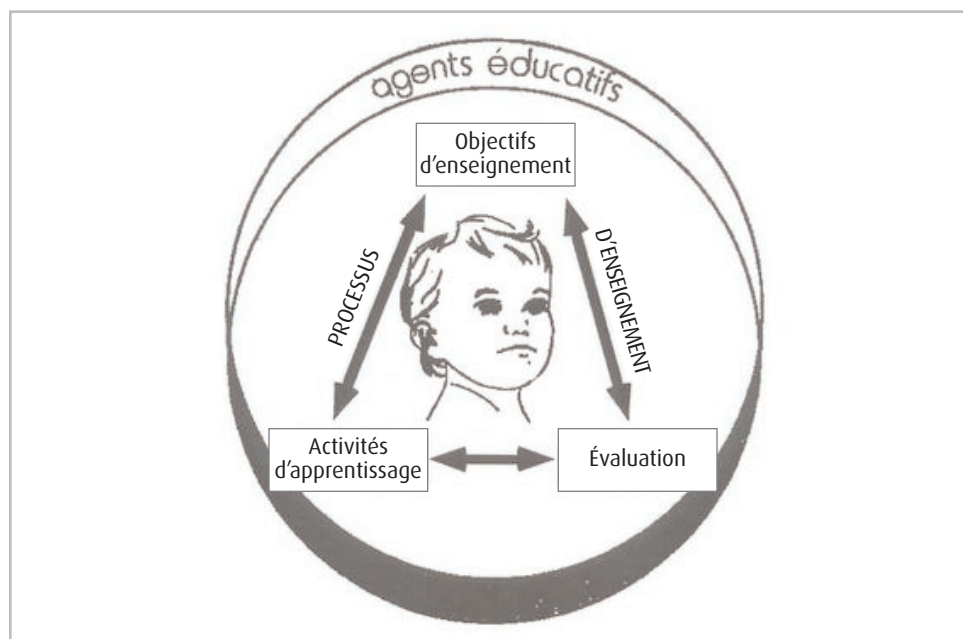 agents éducatifs
Objectifs
d'enseignement
PROCESSUS
D'ENSEIGNEMENT
Activités
d'apprentissage
Évaluation